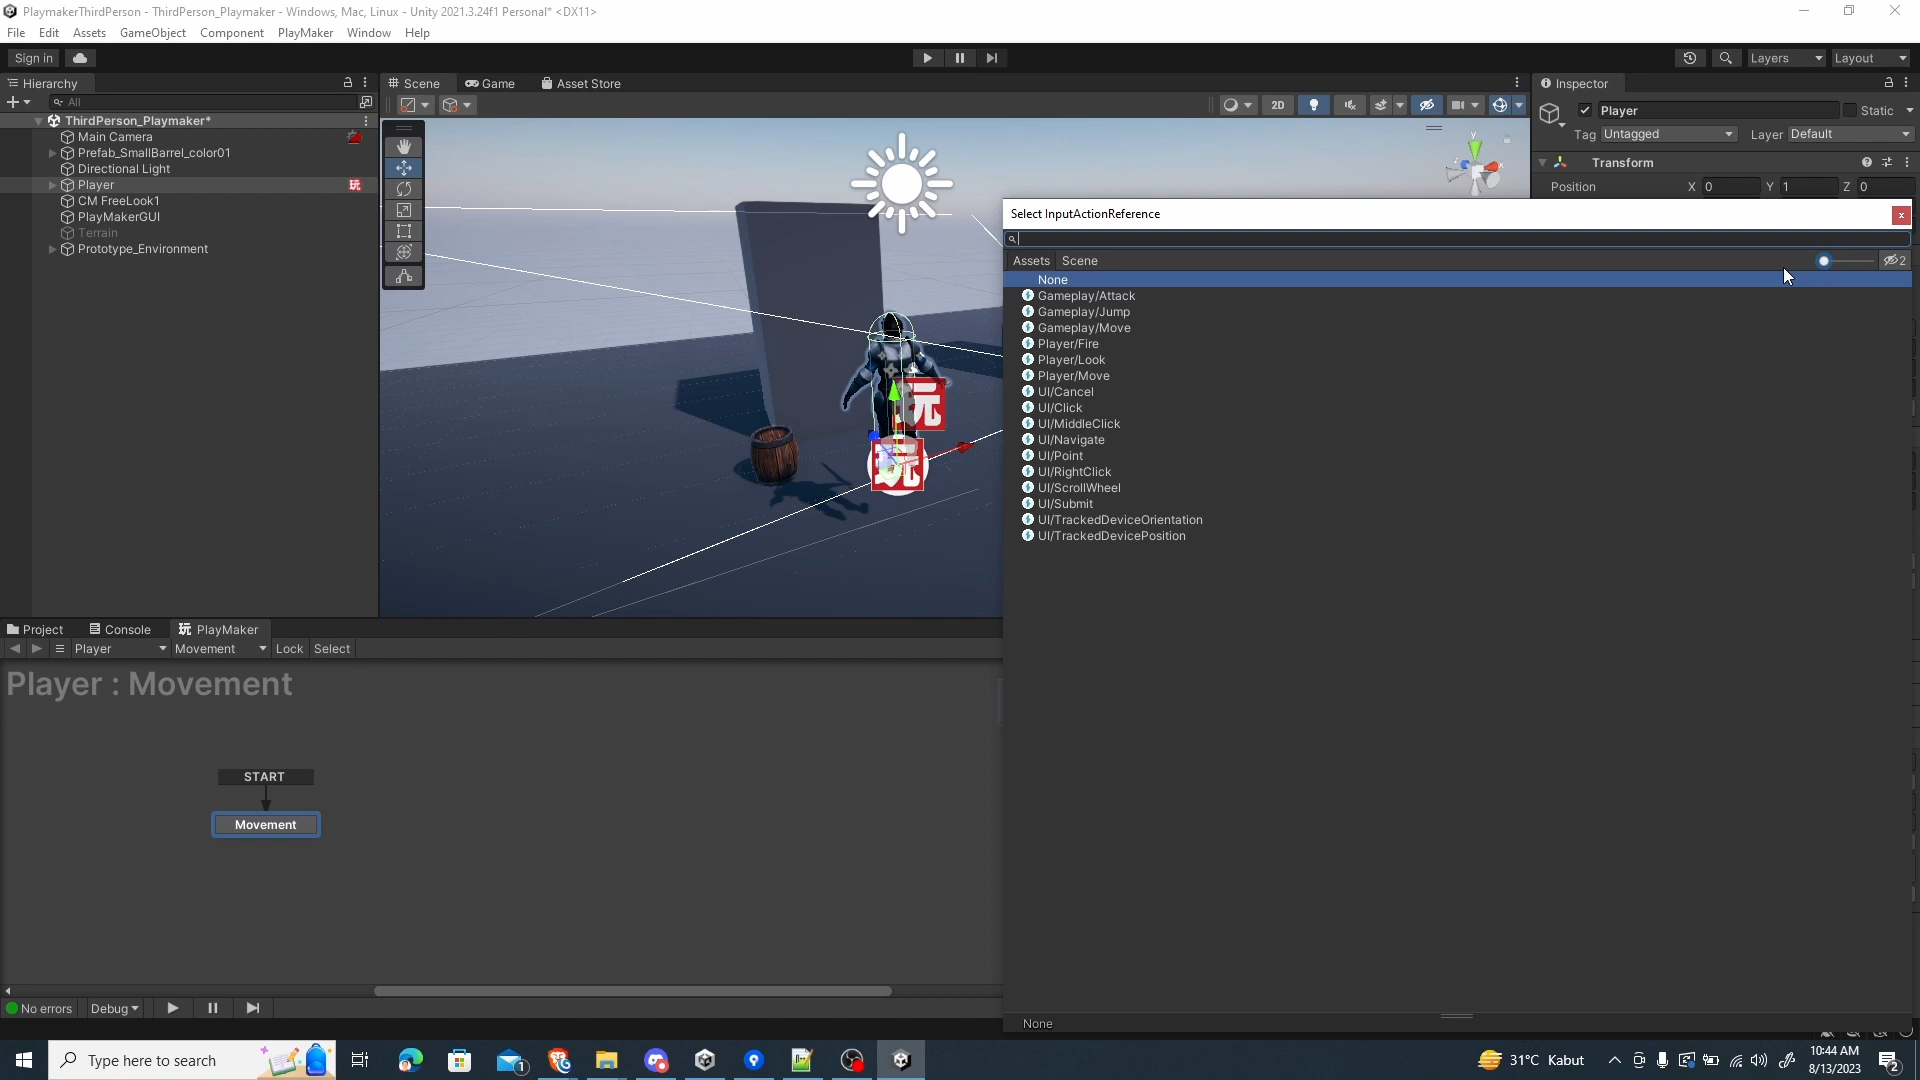 PlaymakerThirdPerson - ThirdPerson_Playmaker - Windows, Mac, Linux - Unity 2021.3.24f1 Personal* <DX11>
File Edit Assets GameObject Component PlayMaker Window Help
Sign in
Layers
Layout
Hierarchy
All
ThirdPerson_Playmaker*
Main Camera
Prefab_SmallBarrel_color01
Directional Light
Player
玩
CM FreeLook1
PlayMakerGUI
Terrain
Prototype_Environment
Scene
Game
Asset Store
2D
y
x
z
玩
玩
Inspector
Player
Static
Tag Untagged
Layer Default
Transform
Position X 0 Y 1 Z 0
Select InputActionReference
x
Assets Scene
2
None
Gameplay/Attack
Gameplay/Jump
Gameplay/Move
Player/Fire
Player/Look
Player/Move
UI/Cancel
UI/Click
UI/MiddleClick
UI/Navigate
UI/Point
UI/RightClick
UI/ScrollWheel
UI/Submit
UI/TrackedDeviceOrientation
UI/TrackedDevicePosition
None
Project
Console
玩 PlayMaker
Player
Movement
Lock
Select
Player : Movement
START
Movement
No errors
Debug
Type here to search
1
31°C Kabut
10:44 AM
8/13/2023
2